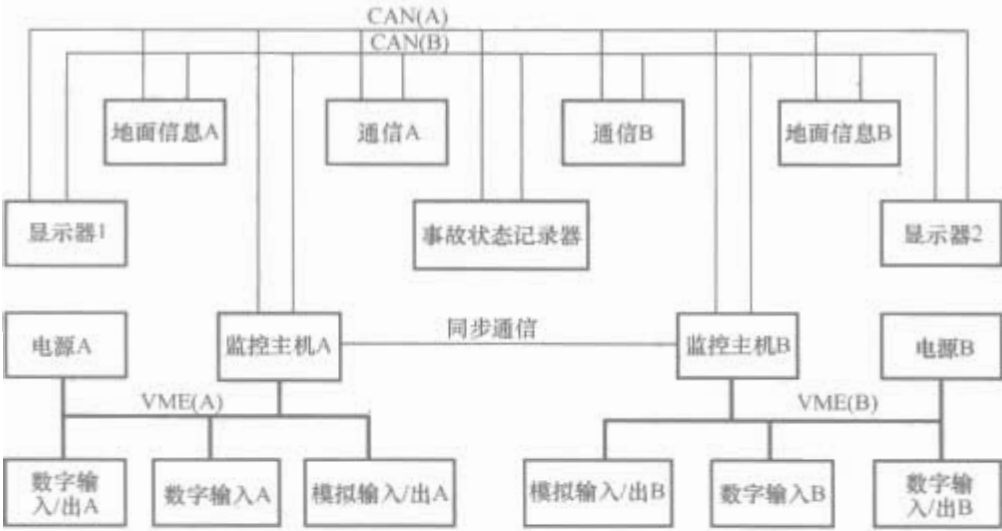 CAN(A)
CAN(B)
地面信息A
通信A
通信B
地面信息B
显示器1
事故状态记录器
显示器2
电源A
监控主机A
同步通信
监控主机B
电源B
VME(A)
VME(B)
数字输
入/出A
数字输入A
模拟输入/出A
模拟输入/出B
数字输入B
数字输
入/出B